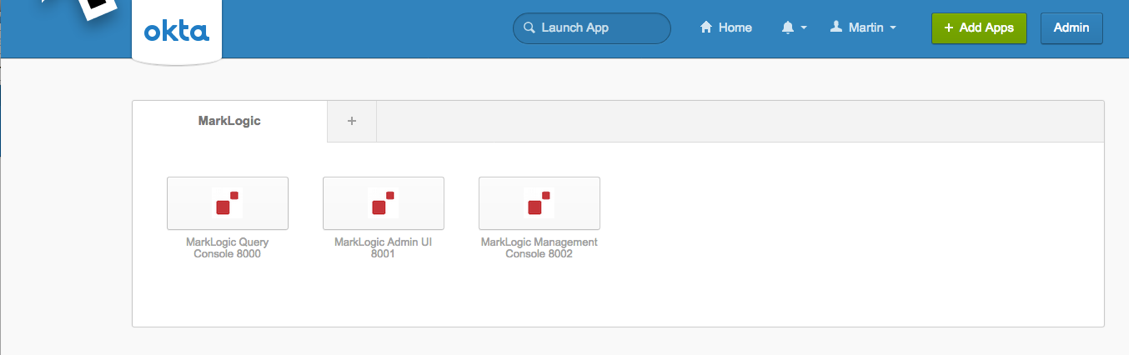 okta
Launch App
Home
Martin
+ Add Apps
Admin
MarkLogic
+
MarkLogic Query
Console 8000
MarkLogic Admin UI
8001
MarkLogic Management
Console 8002